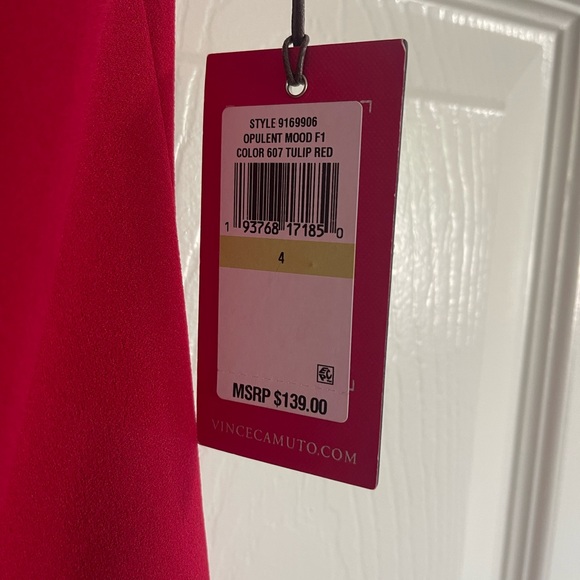 STYLE 9169906
OPULENT MOOD F1
COLOR 607 TULIP RED
1 93768 17185 0
4
MSRP $139.00
VINCECAMUTO.COM